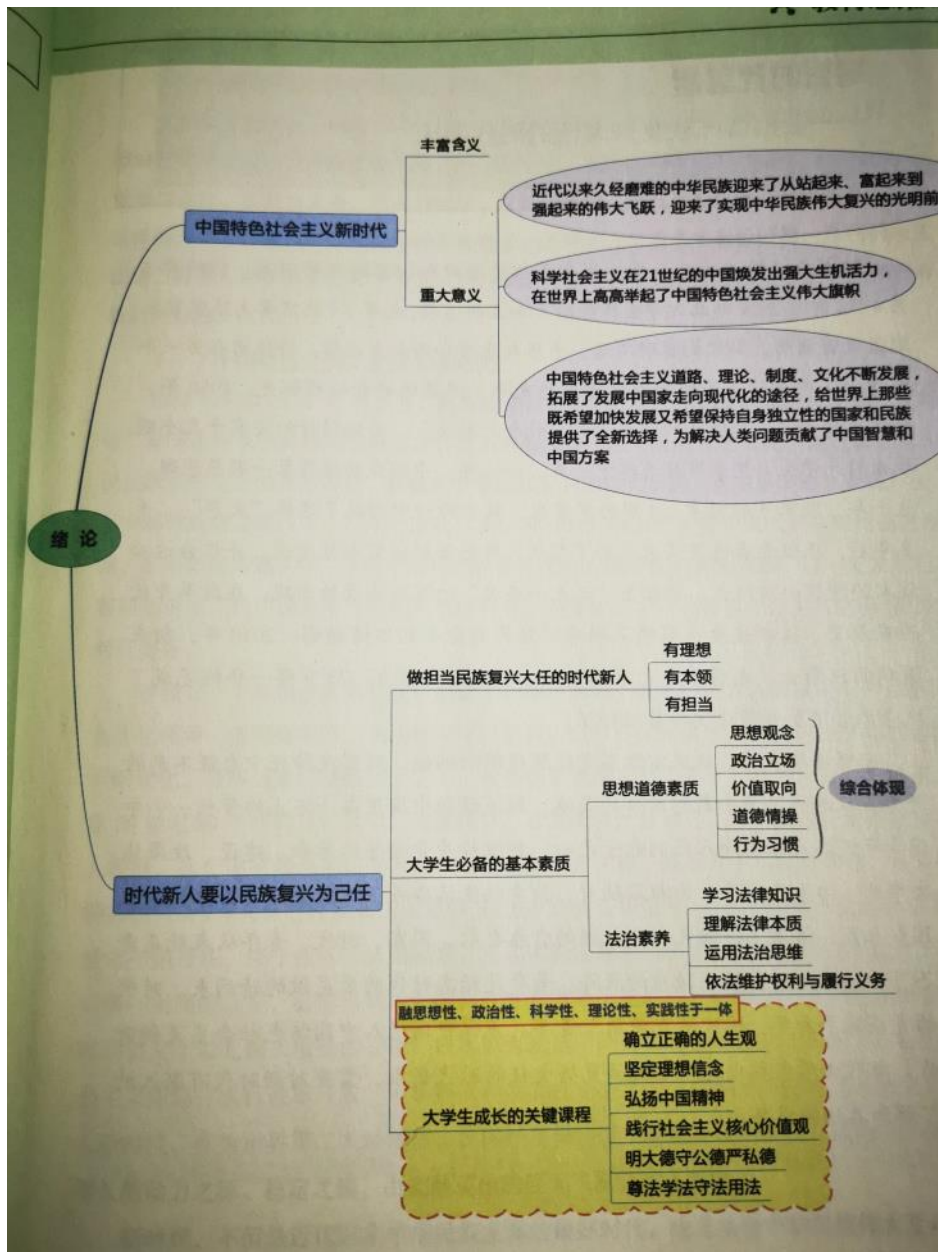 丰富含义
近代以来久经磨难的中华民族迎来了从站起来、富起来到
强起来的伟大飞跃，迎来了实现中华民族伟大复兴的光明前
中国特色社会主义新时代
科学社会主义在21世纪的中国焕发出强大生机活力，
在世界上高高举起了中国特色社会主义伟大旗帜
重大意义
中国特色社会主义道路、理论、制度、文化不断发展，
拓展了发展中国家走向现代化的途径，给世界上那些
既希望加快发展又希望保持自身独立性的国家和民族
提供了全新选择，为解决人类问题贡献了中国智慧和
中国方案
绪 论
有理想
做担当民族复兴大任的时代新人
有本领
有担当
思想观念
政治立场
思想道德素质
价值取向
综合体现
道德情操
行为习惯
大学生必备的基本素质
时代新人要以民族复兴为己任
学习法律知识
理解法律本质
法治素养
运用法治思维
依法维护权利与履行义务
融思想性、政治性、科学性、理论性、实践性于一体
确立正确的人生观
坚定理想信念
弘扬中国精神
大学生成长的关键课程
践行社会主义核心价值观
明大德守公德严私德
尊法学法守法用法